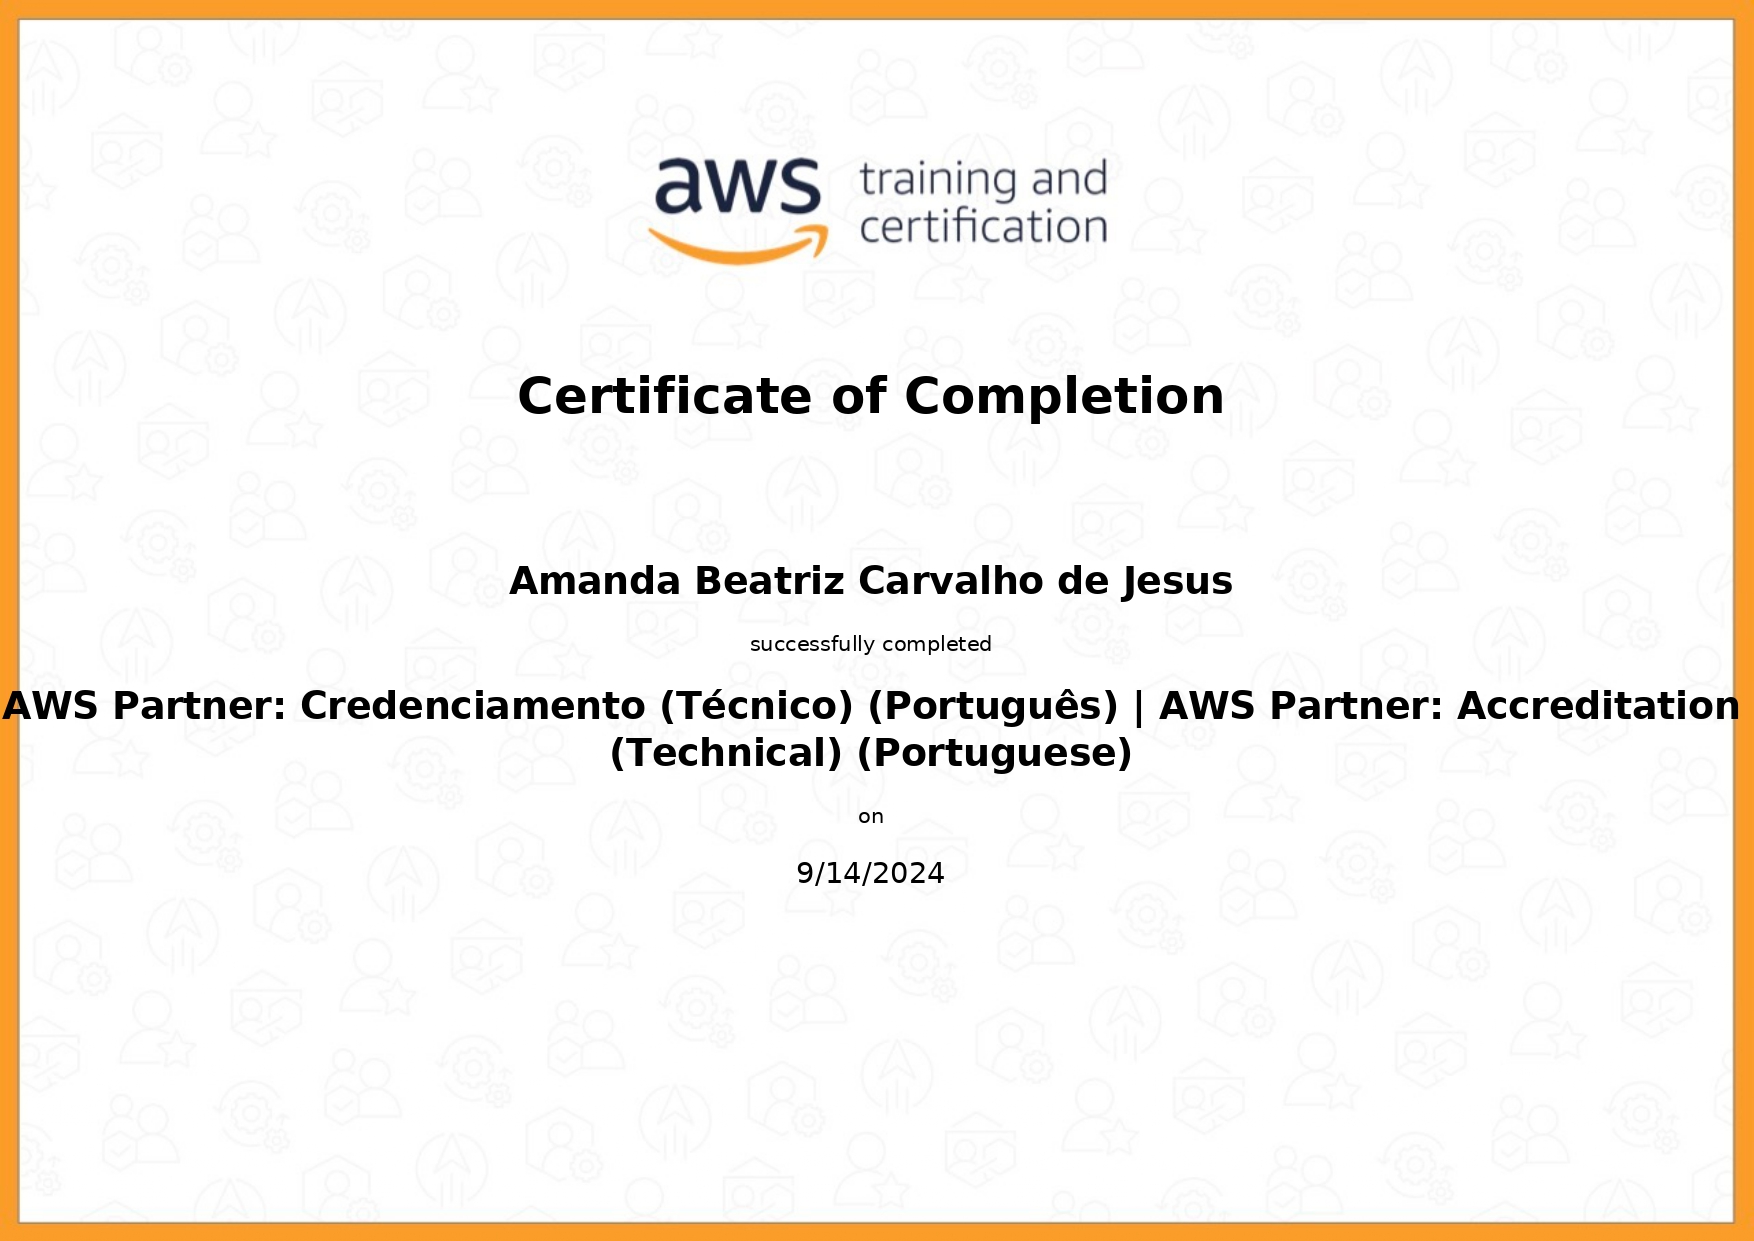 aws training and
certification
Certificate of Completion
Amanda Beatriz Carvalho de Jesus
successfully completed
AWS Partner: Credenciamento (Técnico) (Português) | AWS Partner: Accreditation
(Technical) (Portuguese)
on
9/14/2024